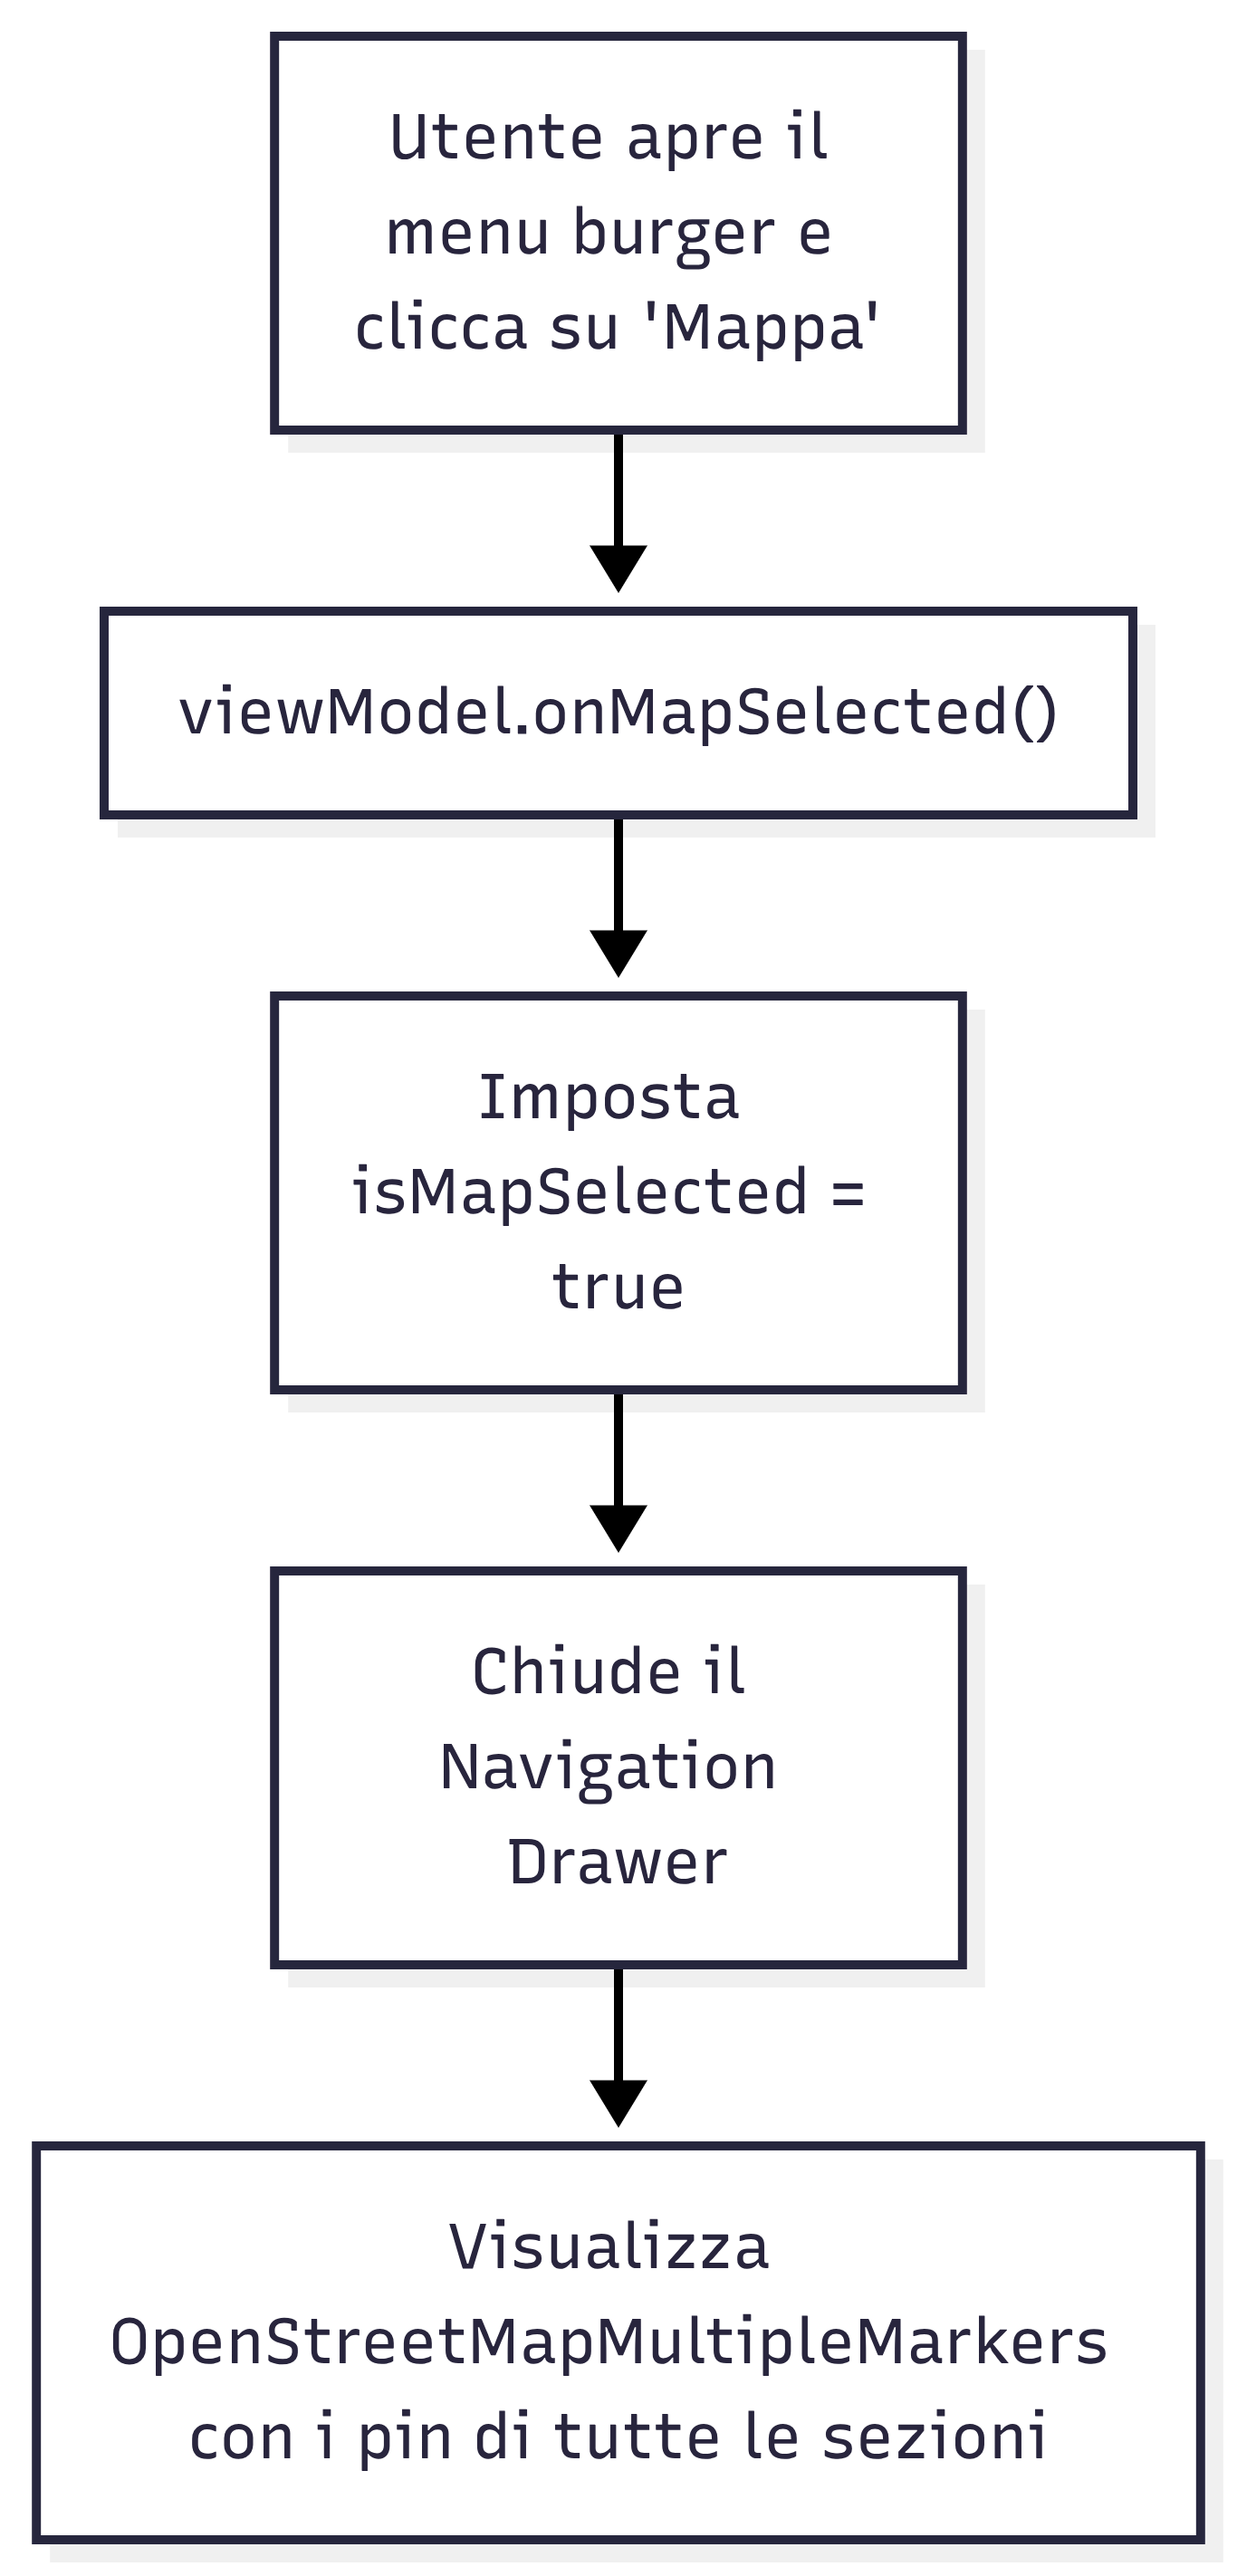 Utente apre il
menu burger e
clicca su 'Mappa'
viewModel.onMapSelected()
Imposta
isMapSelected =
true
Chiude il
Navigation
Drawer
Visualizza
OpenStreetMapMultipleMarkers
con i pin di tutte le sezioni